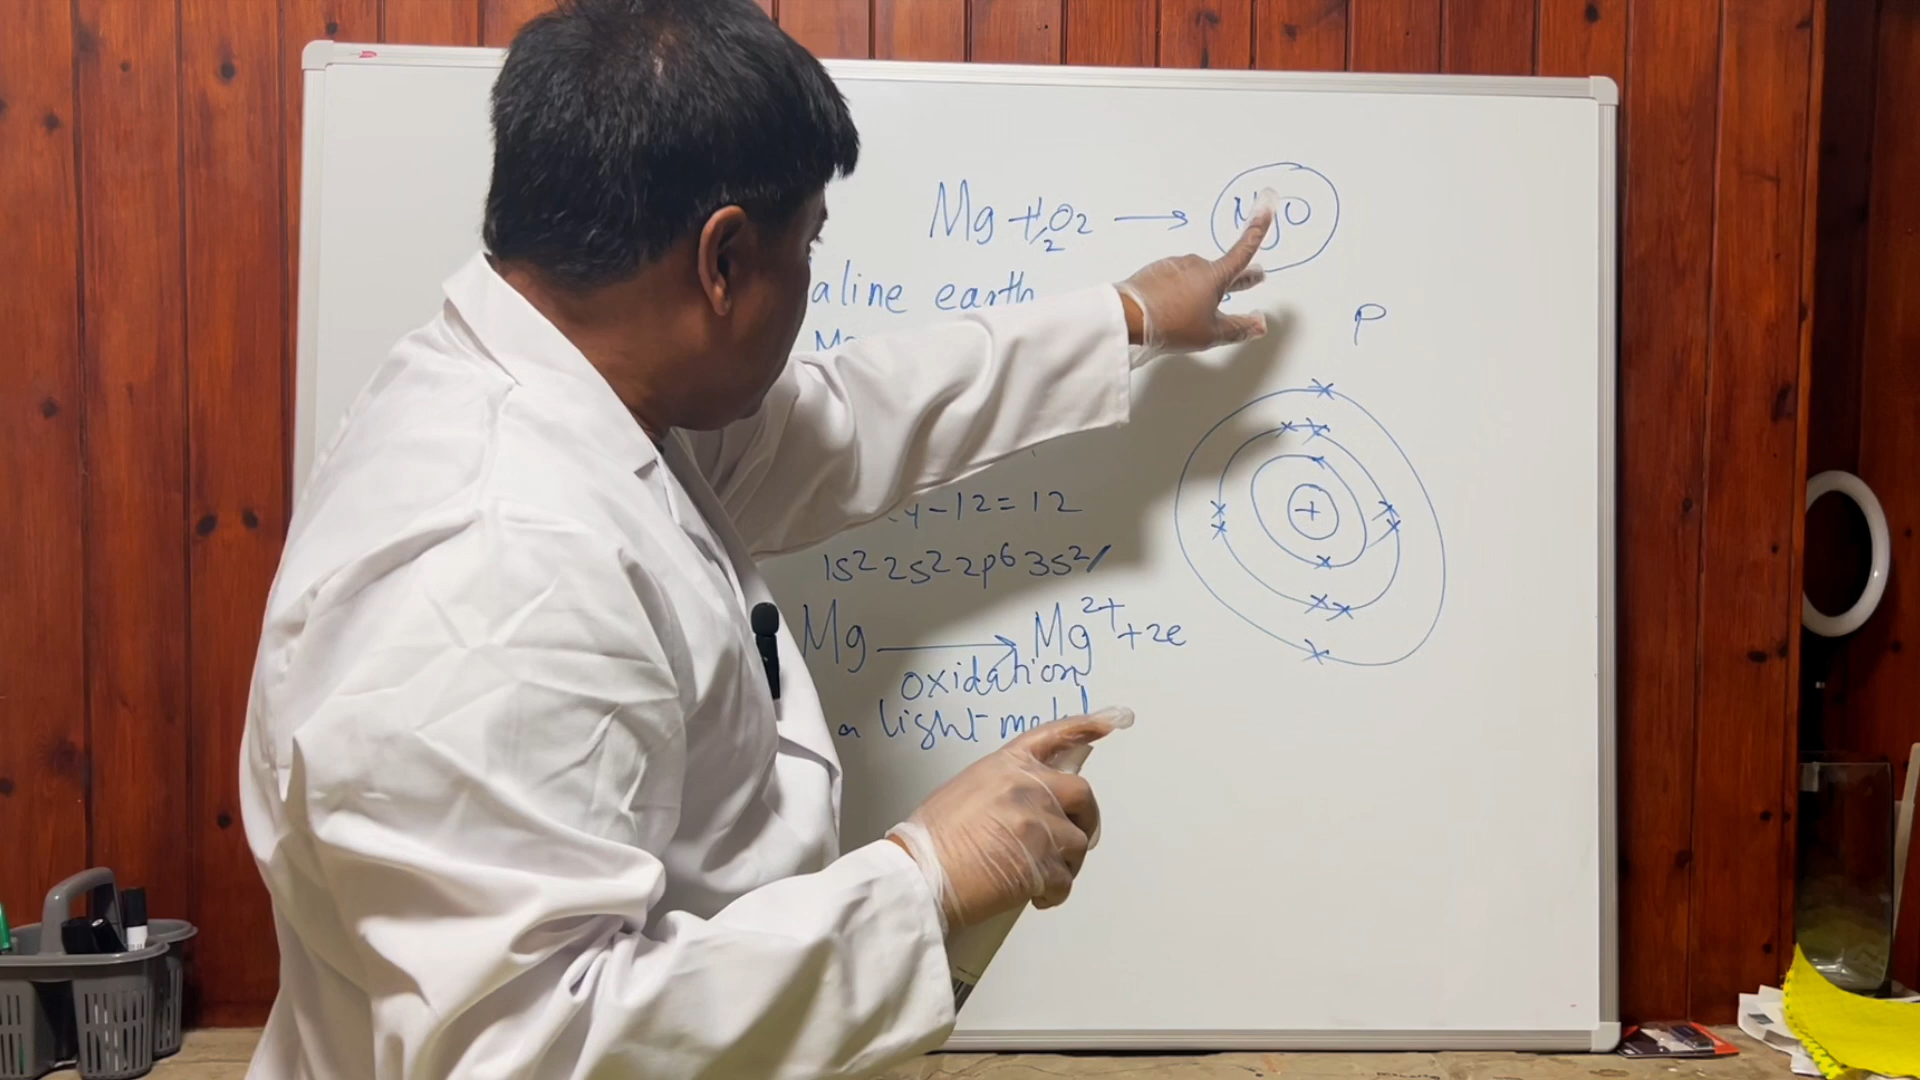 Mg + 1/2 O2 → MgO
aline earth
P
+
4-12=12
1s² 2s² 2p⁶ 3s²
Mg → Mg²⁺ + 2e
oxidation
a light metal